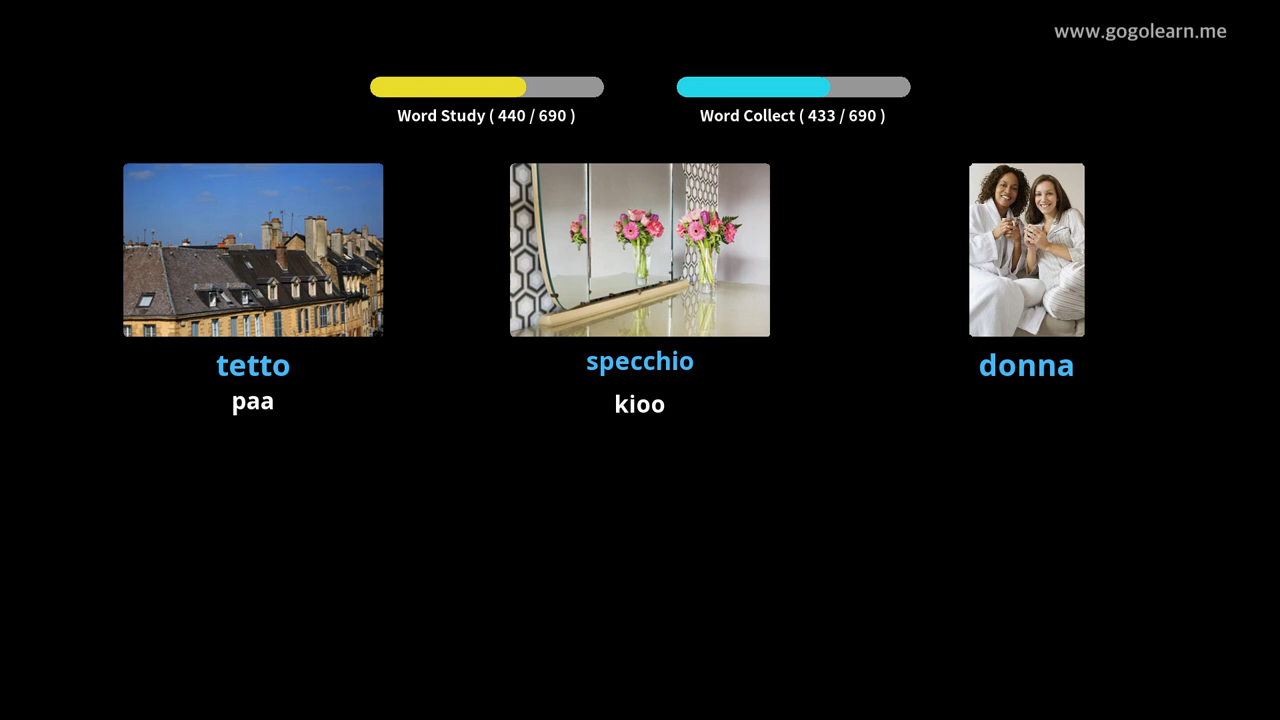 www.gogolearn.me
Word Study ( 440 / 690 )
Word Collect ( 433 / 690 )
tetto
paa
specchio
kioo
donna